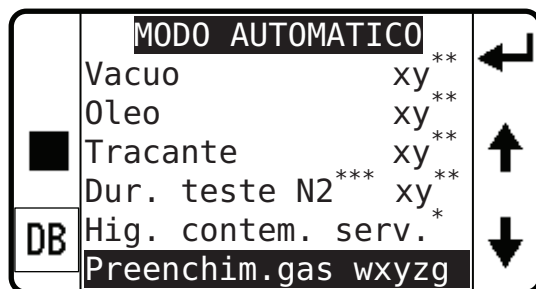 MODO AUTOMATICO
Vacuo xy**
Oleo xy**
Tracante xy**
Dur. teste N2*** xy**
Hig. contem. serv.*
DB
Preenchim.gas wxyzg